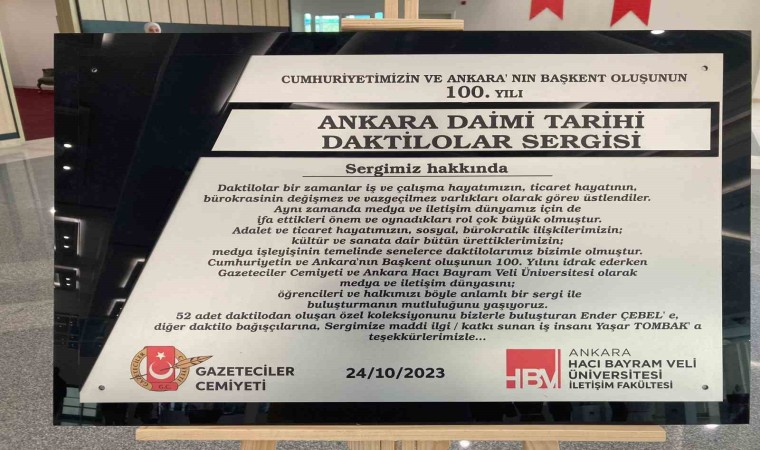 CUMHURİYETİMİZİN VE ANKARA' NIN BAŞKENT OLUŞUNUN
100. YILI
ANKARA DAİMİ TARİHİ
DAKTİLOLAR SERGİSİ
Sergimiz hakkında
Daktilolar bir zamanlar iş ve çalışma hayatımızın, ticaret hayatının,
bürokrasinin değişmez ve vazgeçilmez varlıkları olarak görev üstlendiler.
Aynı zamanda medya ve iletişim dünyamız için de
ifa ettikleri önem ve oynadıkları rol çok büyük olmuştur.
Adalet ve ticaret hayatımızın, sosyal, bürokratik ilişkilerimizin;
kültür ve sanata dair bütün ürettiklerimizin;
medya işleyişinin temelinde senelerce daktilolarımız bizimle olmuştur.
Cumhuriyetin ve Ankara'nın Başkent oluşunun 100. Yılını idrak ederken
Gazeteciler Cemiyeti ve Ankara Hacı Bayram Veli Üniversitesi olarak
medya ve iletişim dünyasını;
öğrencileri ve halkımızı böyle anlamlı bir sergi ile
buluşturmanın mutluluğunu yaşıyoruz.
52 adet daktilodan oluşan özel koleksiyonunu bizlerle buluşturan Ender ÇEBEL' e,
diğer daktilo bağışçılarına, Sergimize maddi ilgi / katkı sunan iş insanı Yaşar TOMBAK' a
teşekkürlerimizle...
GAZETECİLER
CEMİYETİ
24/10/2023
HBV
ANKARA
HACI BAYRAM VELİ
ÜNİVERSİTESİ
İLETİŞİM FAKÜLTESİ